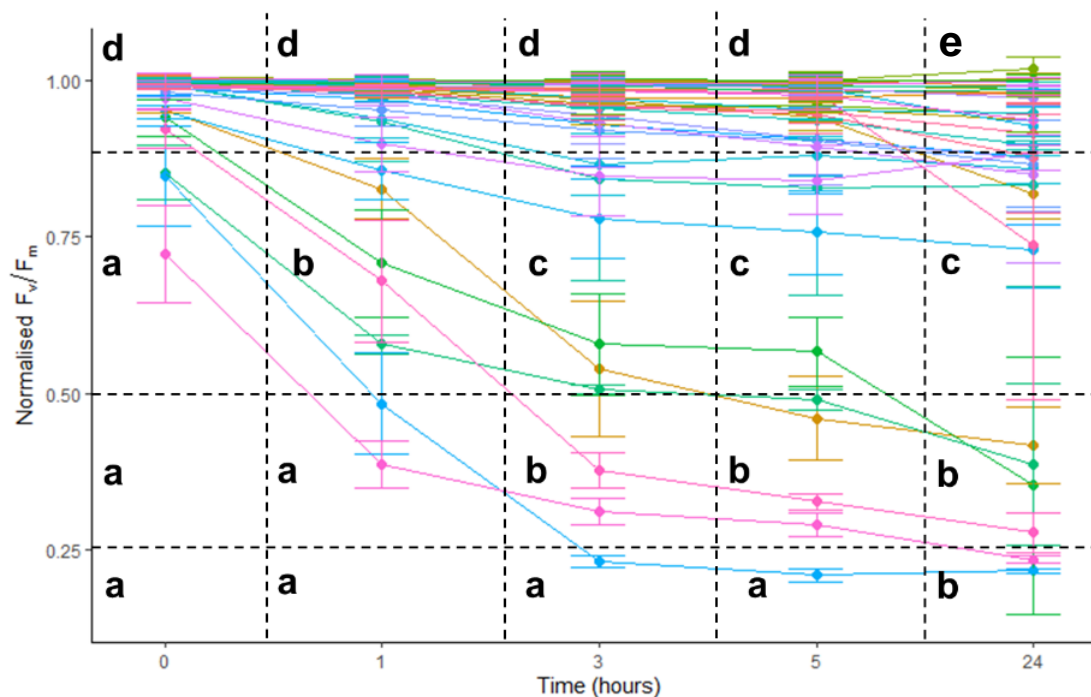 d d d d e
1.00
0.75
a b c c c
0.50
a a b b b
0.25
a a a a b
0 1 3 5 24
Time (hours)
Normalised Fv/Fm